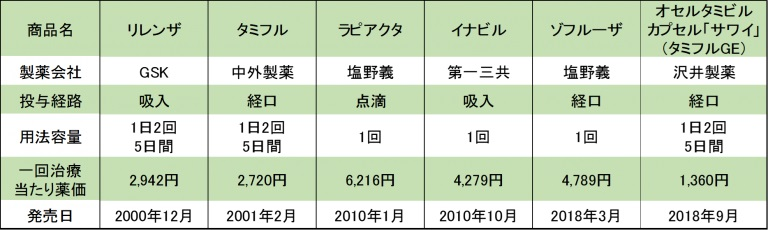 商品名 リレンザ タミフル ラピアクタ イナビル ゾフルーザ オセルタミビル
カプセル「サワイ」
（タミフルGE）
製薬会社 GSK 中外製薬 塩野義 第一三共 塩野義 沢井製薬
投与経路 吸入 経口 点滴 吸入 経口 経口
用法容量 1日2回
5日間 1日2回
5日間 1回 1回 1回 1日2回
5日間
一回治療
当たり薬価 2,942円 2,720円 6,216円 4,279円 4,789円 1,360円
発売日 2000年12月 2001年2月 2010年1月 2010年10月 2018年3月 2018年9月